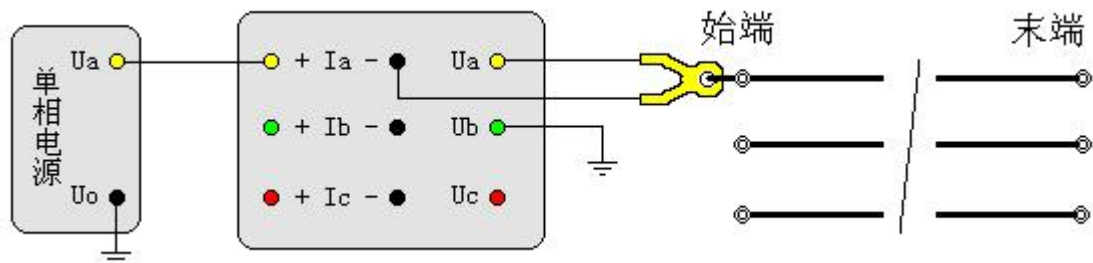 始端 末端
Ua + Ia - Ua
单相电源
+ Ib - Ub
Uo + Ic - Uc